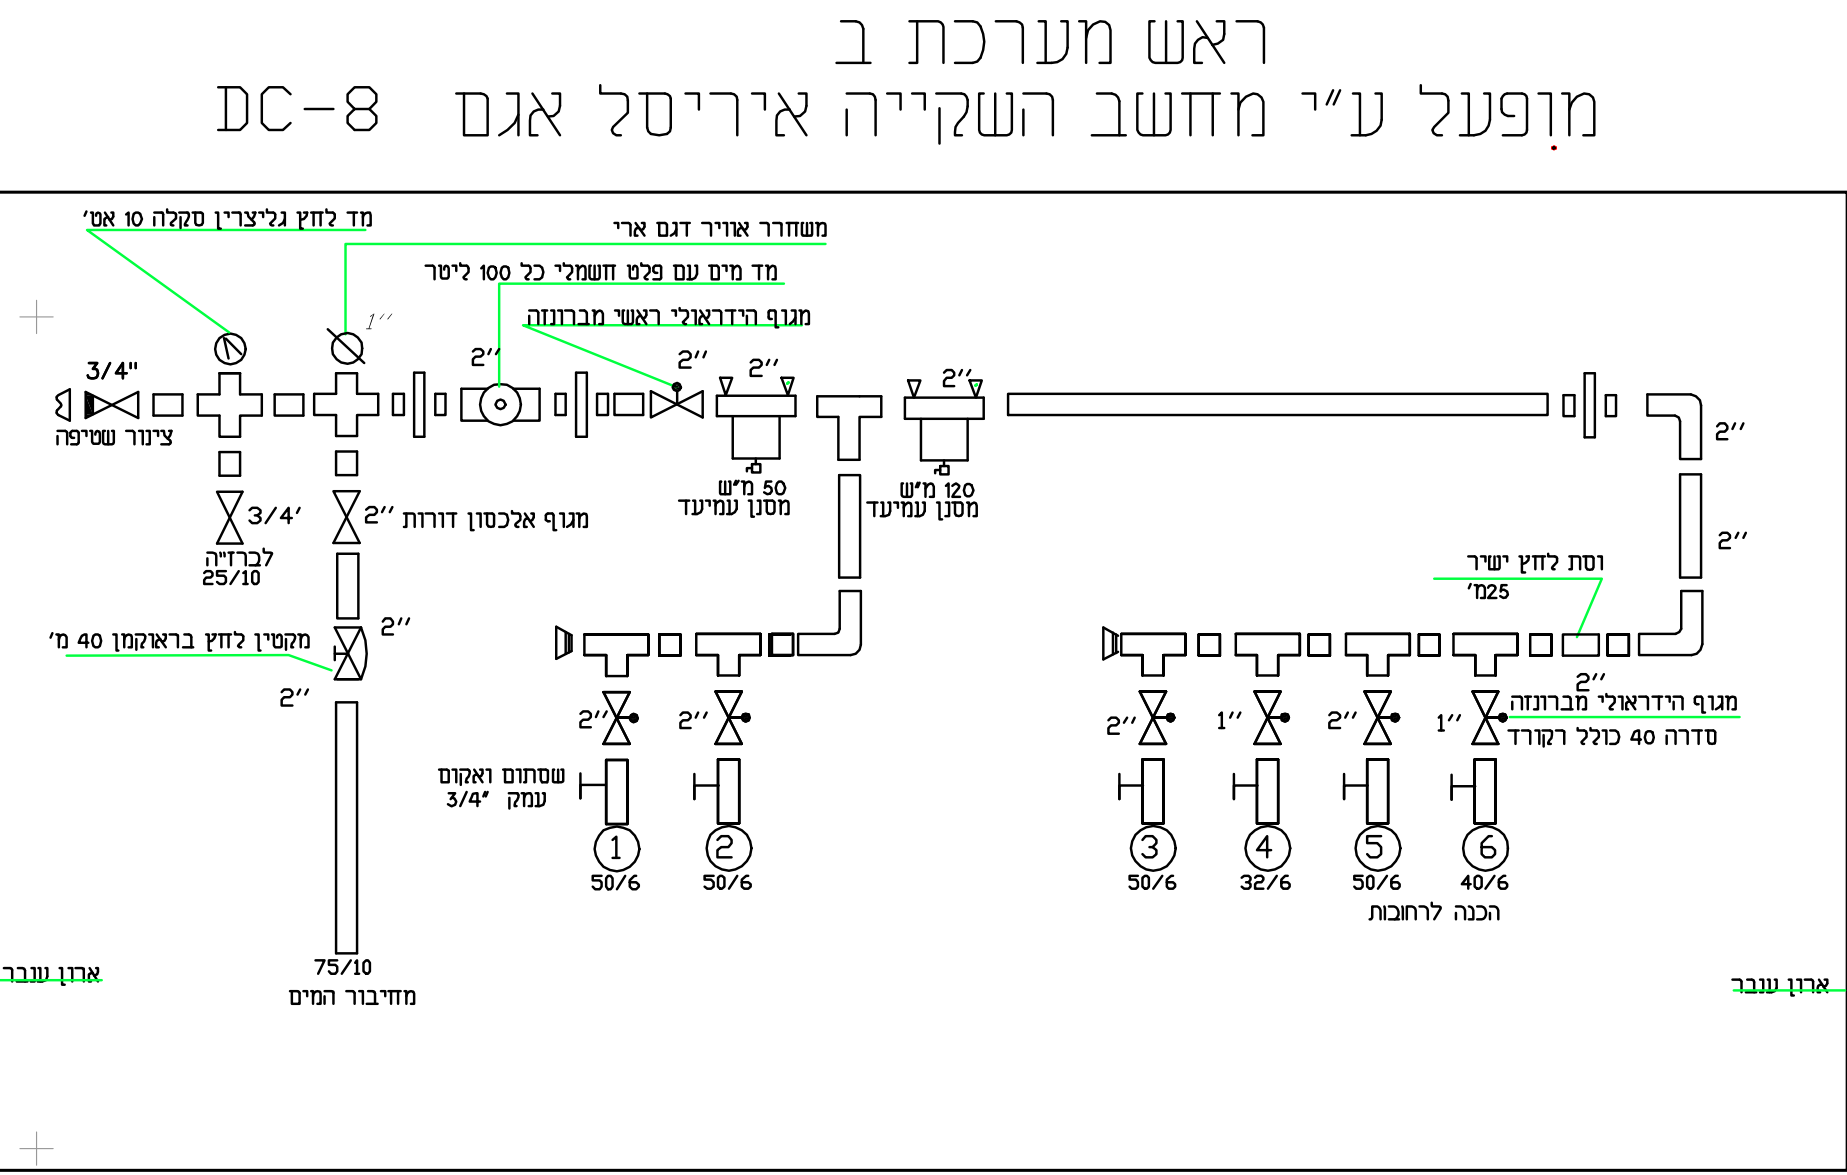 ראש מערכת ב
מופעל ע"י מחשב השקייה איריסל אגם DC-8
מד לחץ גליצרין סקלה 10 אט'
משחרר אוויר דגם ארי
מד מים עם פלט חשמלי כל 100 ליטר
מגוף הידראולי ראשי מברונזה
1''
3/4"
2''
2''
2''
2''
צינור שטיפה
2''
50 מ"ש
מסנן עמיעד
120 מ"ש
מסנן עמיעד
3/4'
2'' מגוף אלכסון דורות
לברז"ה
25/10
2''
וסת לחץ ישיר
25מ'
2''
מקטין לחץ בראוקמן 40 מ'
2''
2''
מגוף הידראולי מברונזה
סדרה 40 כולל רקורד
2''
2''
2''
1''
2''
1''
שסתום ואקום
עמק 3/4"
1
2
3
4
5
6
50/6
50/6
50/6
32/6
50/6
40/6
הכנה לרחובות
75/10
מחיבור המים
ארון ענבר
ארון ענבר